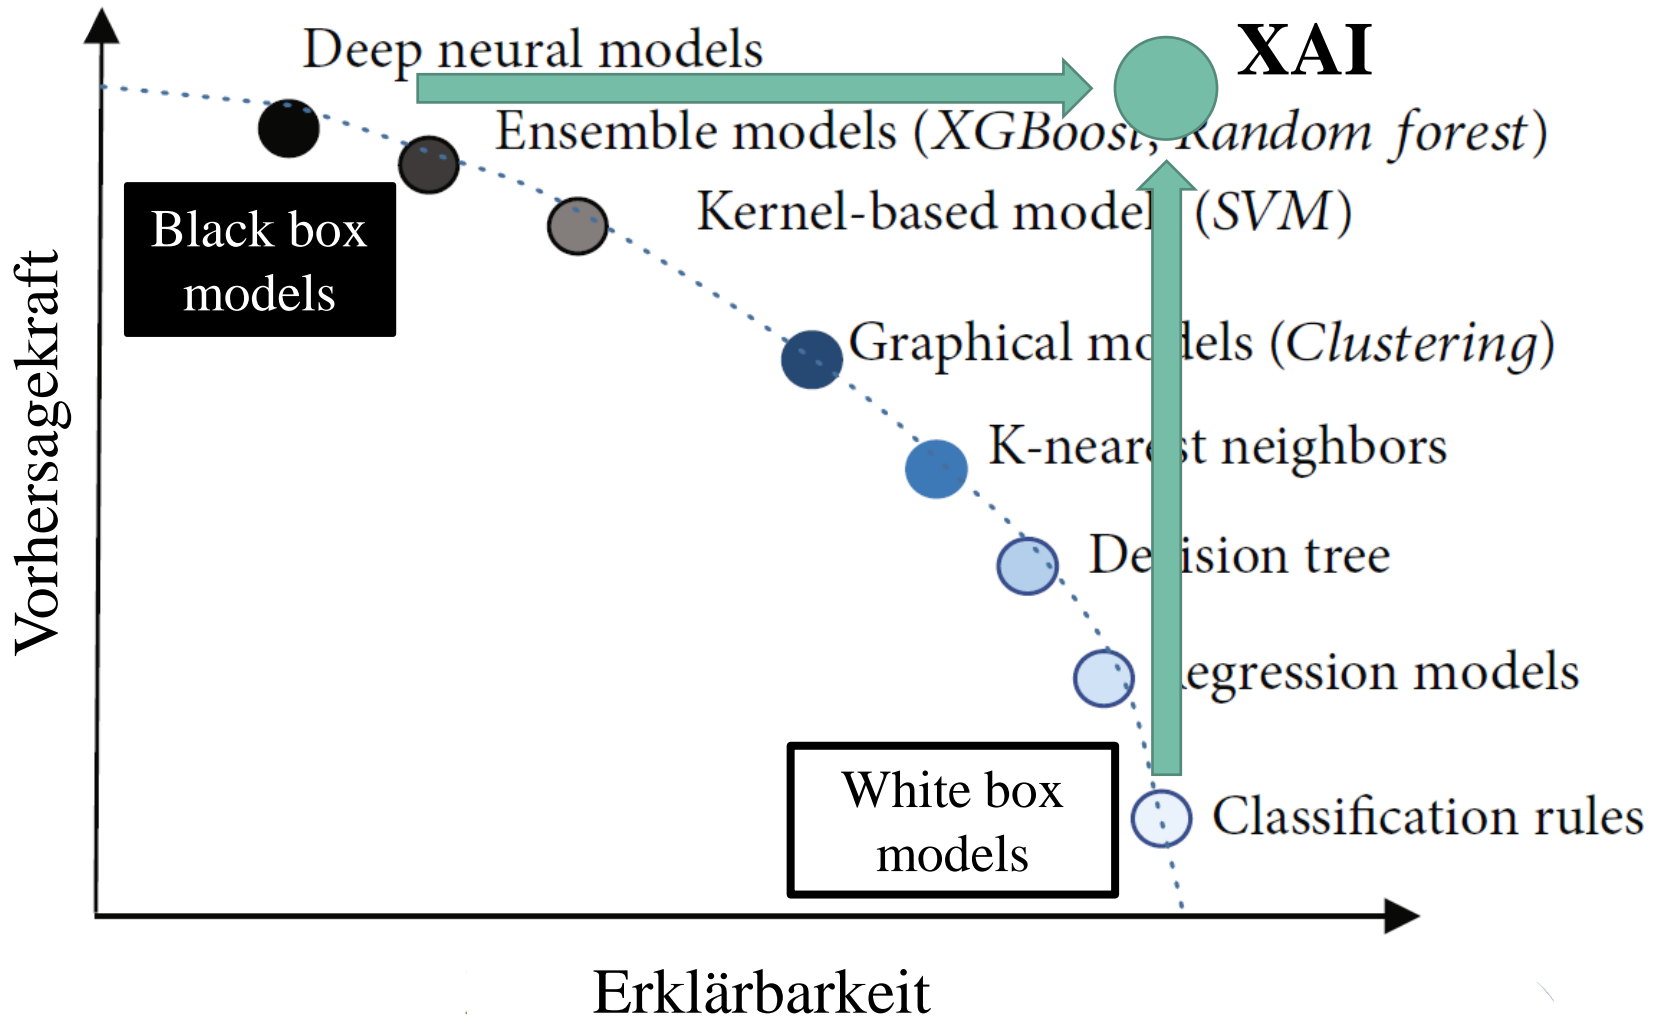 Deep neural models
XAI
Ensemble models (XGBoost, Random forest)
Black box
models
Kernel-based models (SVM)
Graphical models (Clustering)
K-nearest neighbors
Decision tree
Regression models
White box
models
Classification rules
Vorhersagekraft
Erklärbarkeit